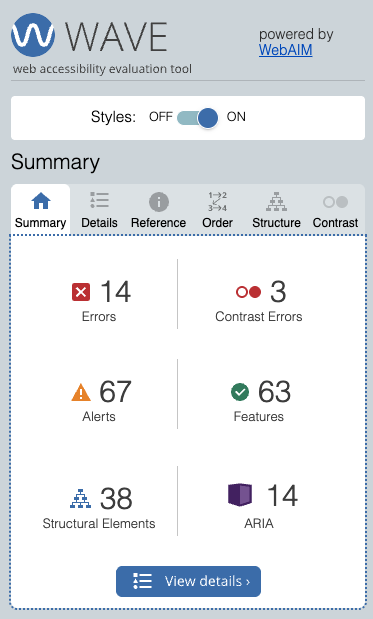 WAVE
web accessibility evaluation tool
powered by
WebAIM
Styles: OFF ON
Summary
Summary Details Reference Order Structure Contrast
i 1→2
3→4
14
Errors
3
Contrast Errors
67
Alerts
63
Features
38
Structural Elements
14
ARIA
View details ›